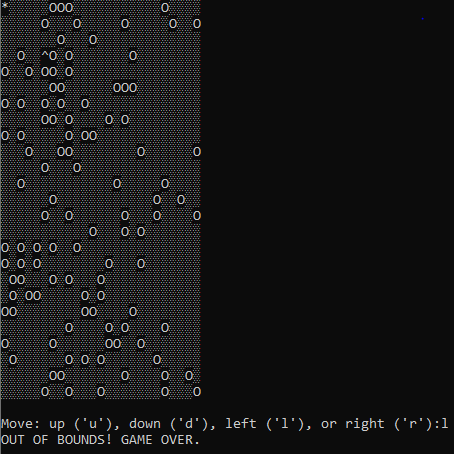 * OOO O
O O O O O
O O
O ^O O O
O O OO O
OO OOO
O O O O O
OO O O O
O O O OO
O OO O O
O O
O O O
O O O
O O O O O
O O O
O O O O O
O O O O O
OO O O O
O OO O O
OO OO O
O O O O
O O OO O
O O O O O
OO O O O
O O O O O
Move: up ('u'), down ('d'), left ('l'), or right ('r'):l
OUT OF BOUNDS! GAME OVER.